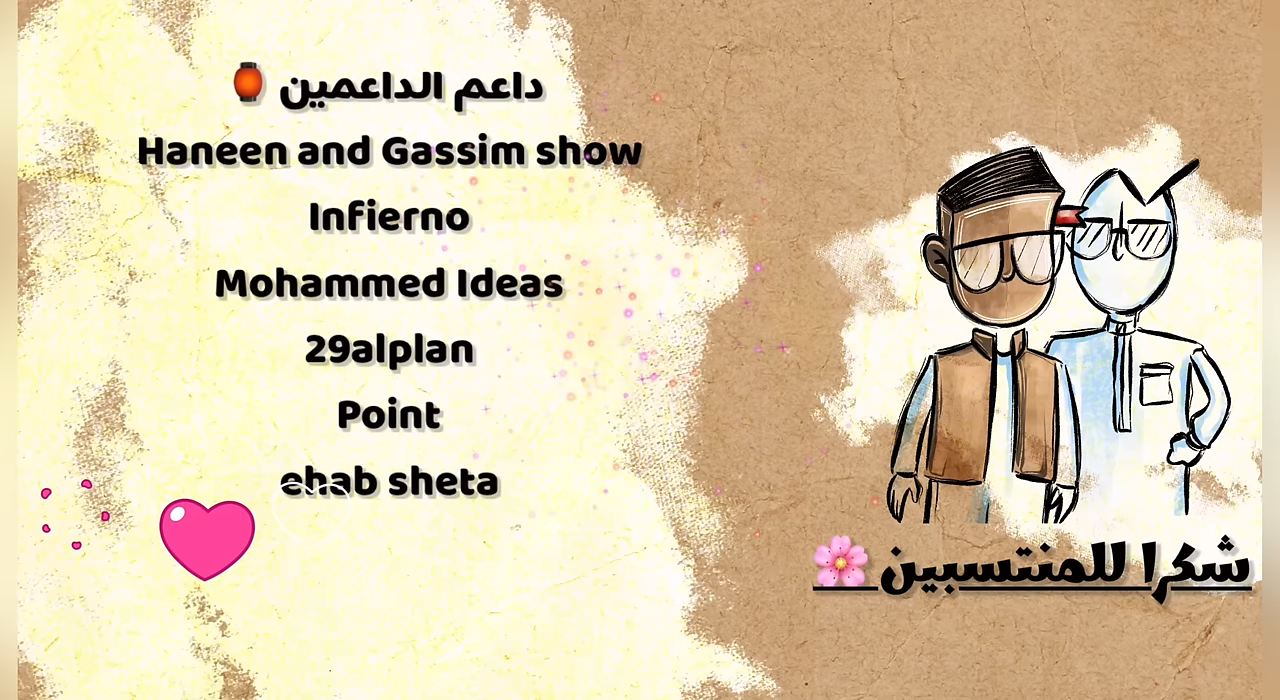 داعم الداعمين 🏮
Haneen and Gassim show
Infierno
Mohammed Ideas
29alplan
Point
ehab sheta
شكرا للمنتسبين🌸